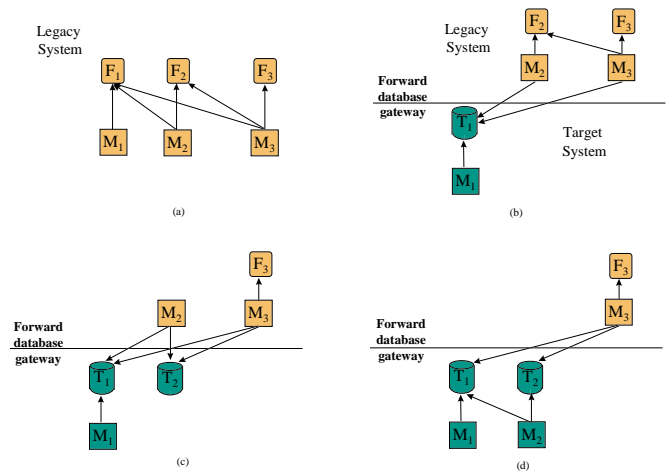 Legacy
System
F1 F2 F3
M1 M2 M3
(a)
Legacy
System
F2 F3
M2 M3
Forward
database
gateway
T1
Target
System
M1
(b)
F3
M2 M3
Forward
database
gateway
T1 T2
M1
(c)
F3
M3
Forward
database
gateway
T1 T2
M1 M2
(d)